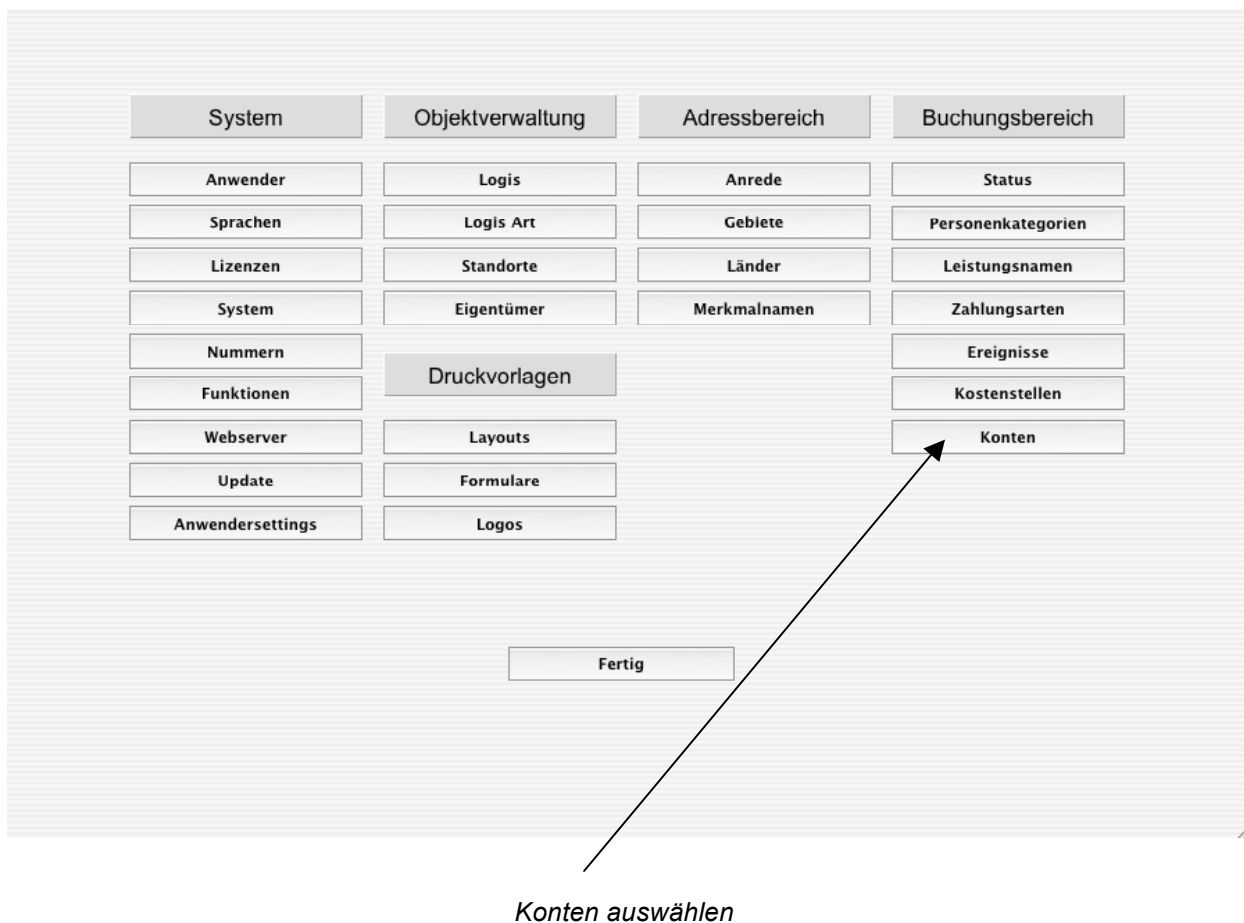 System
Objektverwaltung
Adressbereich
Buchungsbereich
Anwender
Logis
Anrede
Status
Sprachen
Logis Art
Gebiete
Personenkategorien
Lizenzen
Standorte
Länder
Leistungsnamen
System
Eigentümer
Merkmalnamen
Zahlungsarten
Nummern
Ereignisse
Druckvorlagen
Funktionen
Kostenstellen
Webserver
Layouts
Konten
Update
Formulare
Anwendersettings
Logos
Fertig
Konten auswählen